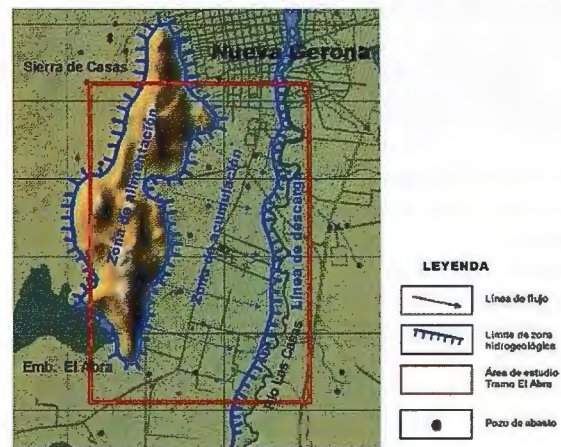 Nueva Gerona
Sierra de Casas
Zona de alimentación
Zona de acumulación
Línea de descarga
Río Las Casas
Emb. El Abra
LEYENDA
Línea de flujo
Límite de zona
hidrogeológica
Área de estudio
Tramo El Abra
Pozo de abasto